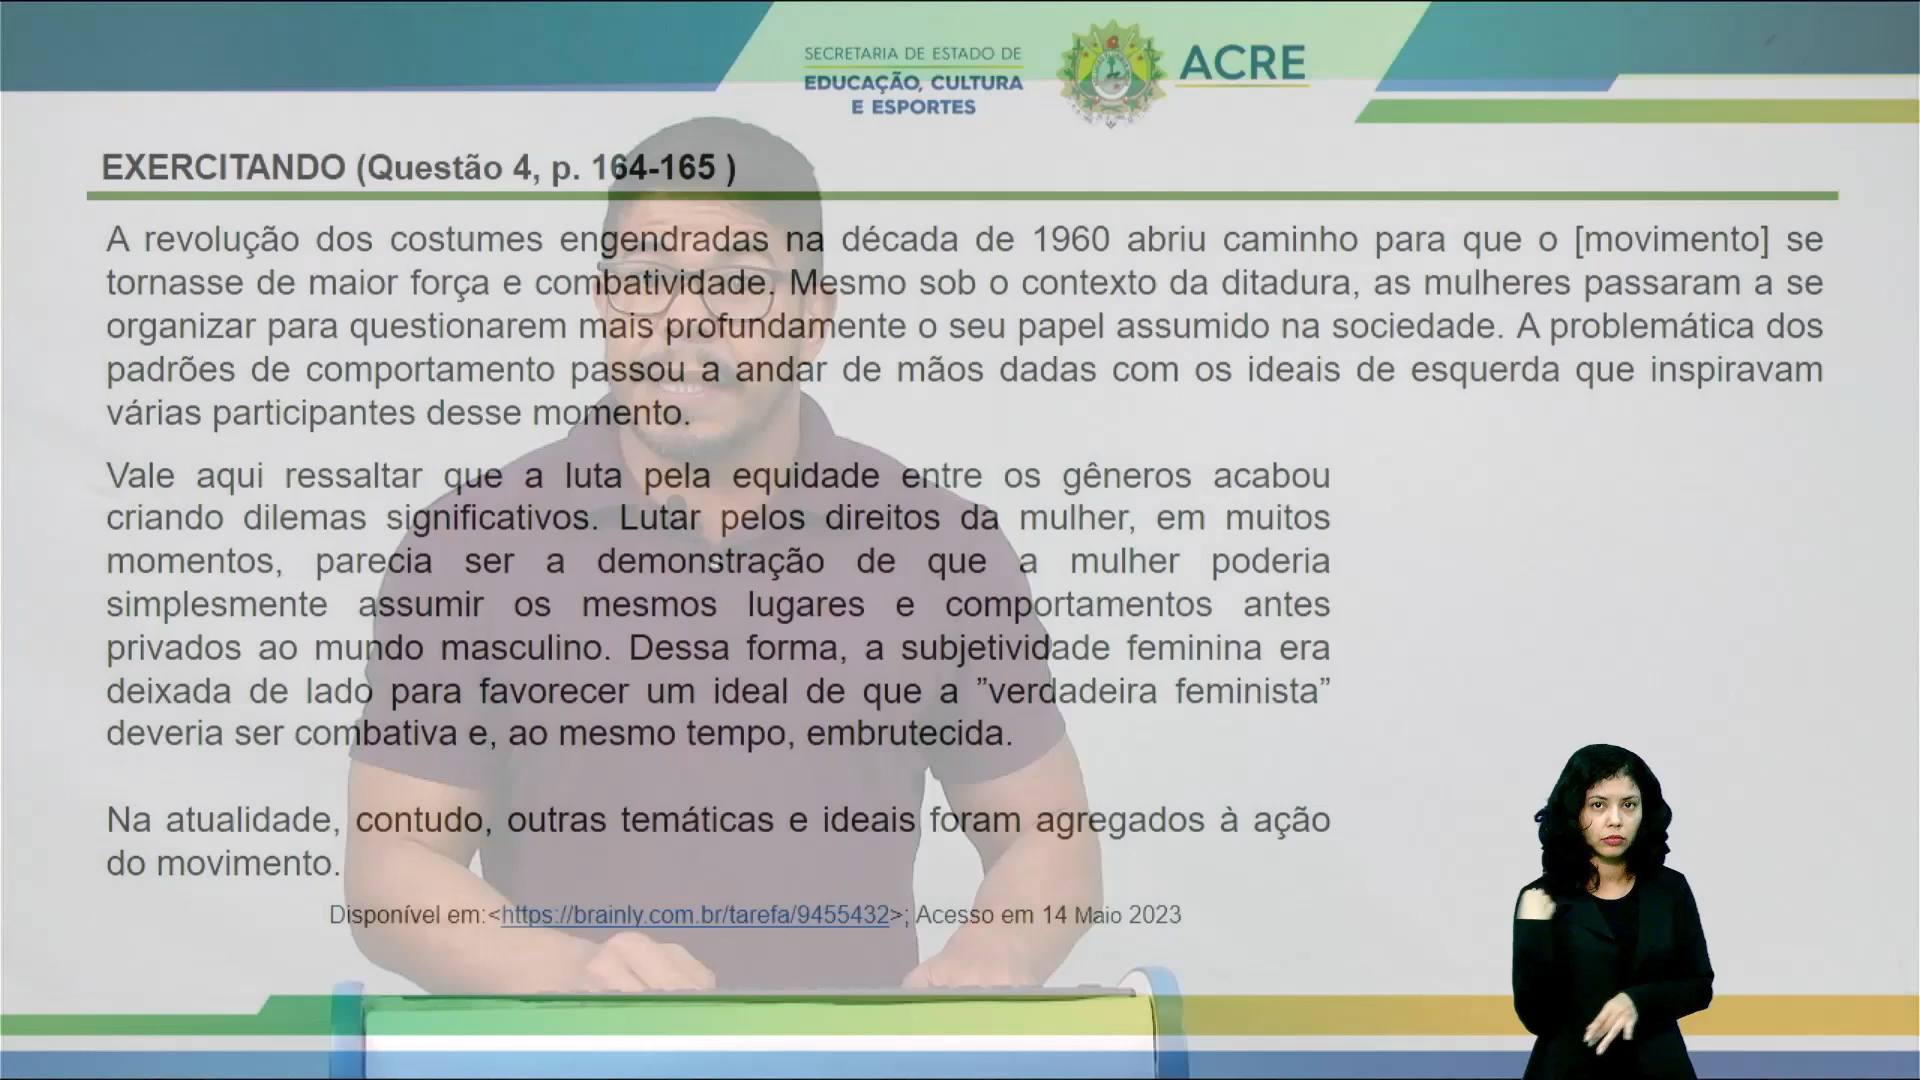 SECRETARIA DE ESTADO DE
EDUCAÇÃO, CULTURA
E ESPORTES
ACRE
EXERCITANDO (Questão 4, p. 164-165 )
A revolução dos costumes engendradas na década de 1960 abriu caminho para que o [movimento] se
tornasse de maior força e combatividade. Mesmo sob o contexto da ditadura, as mulheres passaram a se
organizar para questionarem mais profundamente o seu papel assumido na sociedade. A problemática dos
padrões de comportamento passou a andar de mãos dadas com os ideais de esquerda que inspiravam
várias participantes desse momento.
Vale aqui ressaltar que a luta pela equidade entre os gêneros acabou
criando dilemas significativos. Lutar pelos direitos da mulher, em muitos
momentos, parecia ser a demonstração de que a mulher poderia
simplesmente assumir os mesmos lugares e comportamentos antes
privados ao mundo masculino. Dessa forma, a subjetividade feminina era
deixada de lado para favorecer um ideal de que a ”verdadeira feminista”
deveria ser combativa e, ao mesmo tempo, embrutecida.
Na atualidade, contudo, outras temáticas e ideais foram agregados à ação
do movimento.
Disponível em:<https://brainly.com.br/tarefa/9455432>; Acesso em 14 Maio 2023